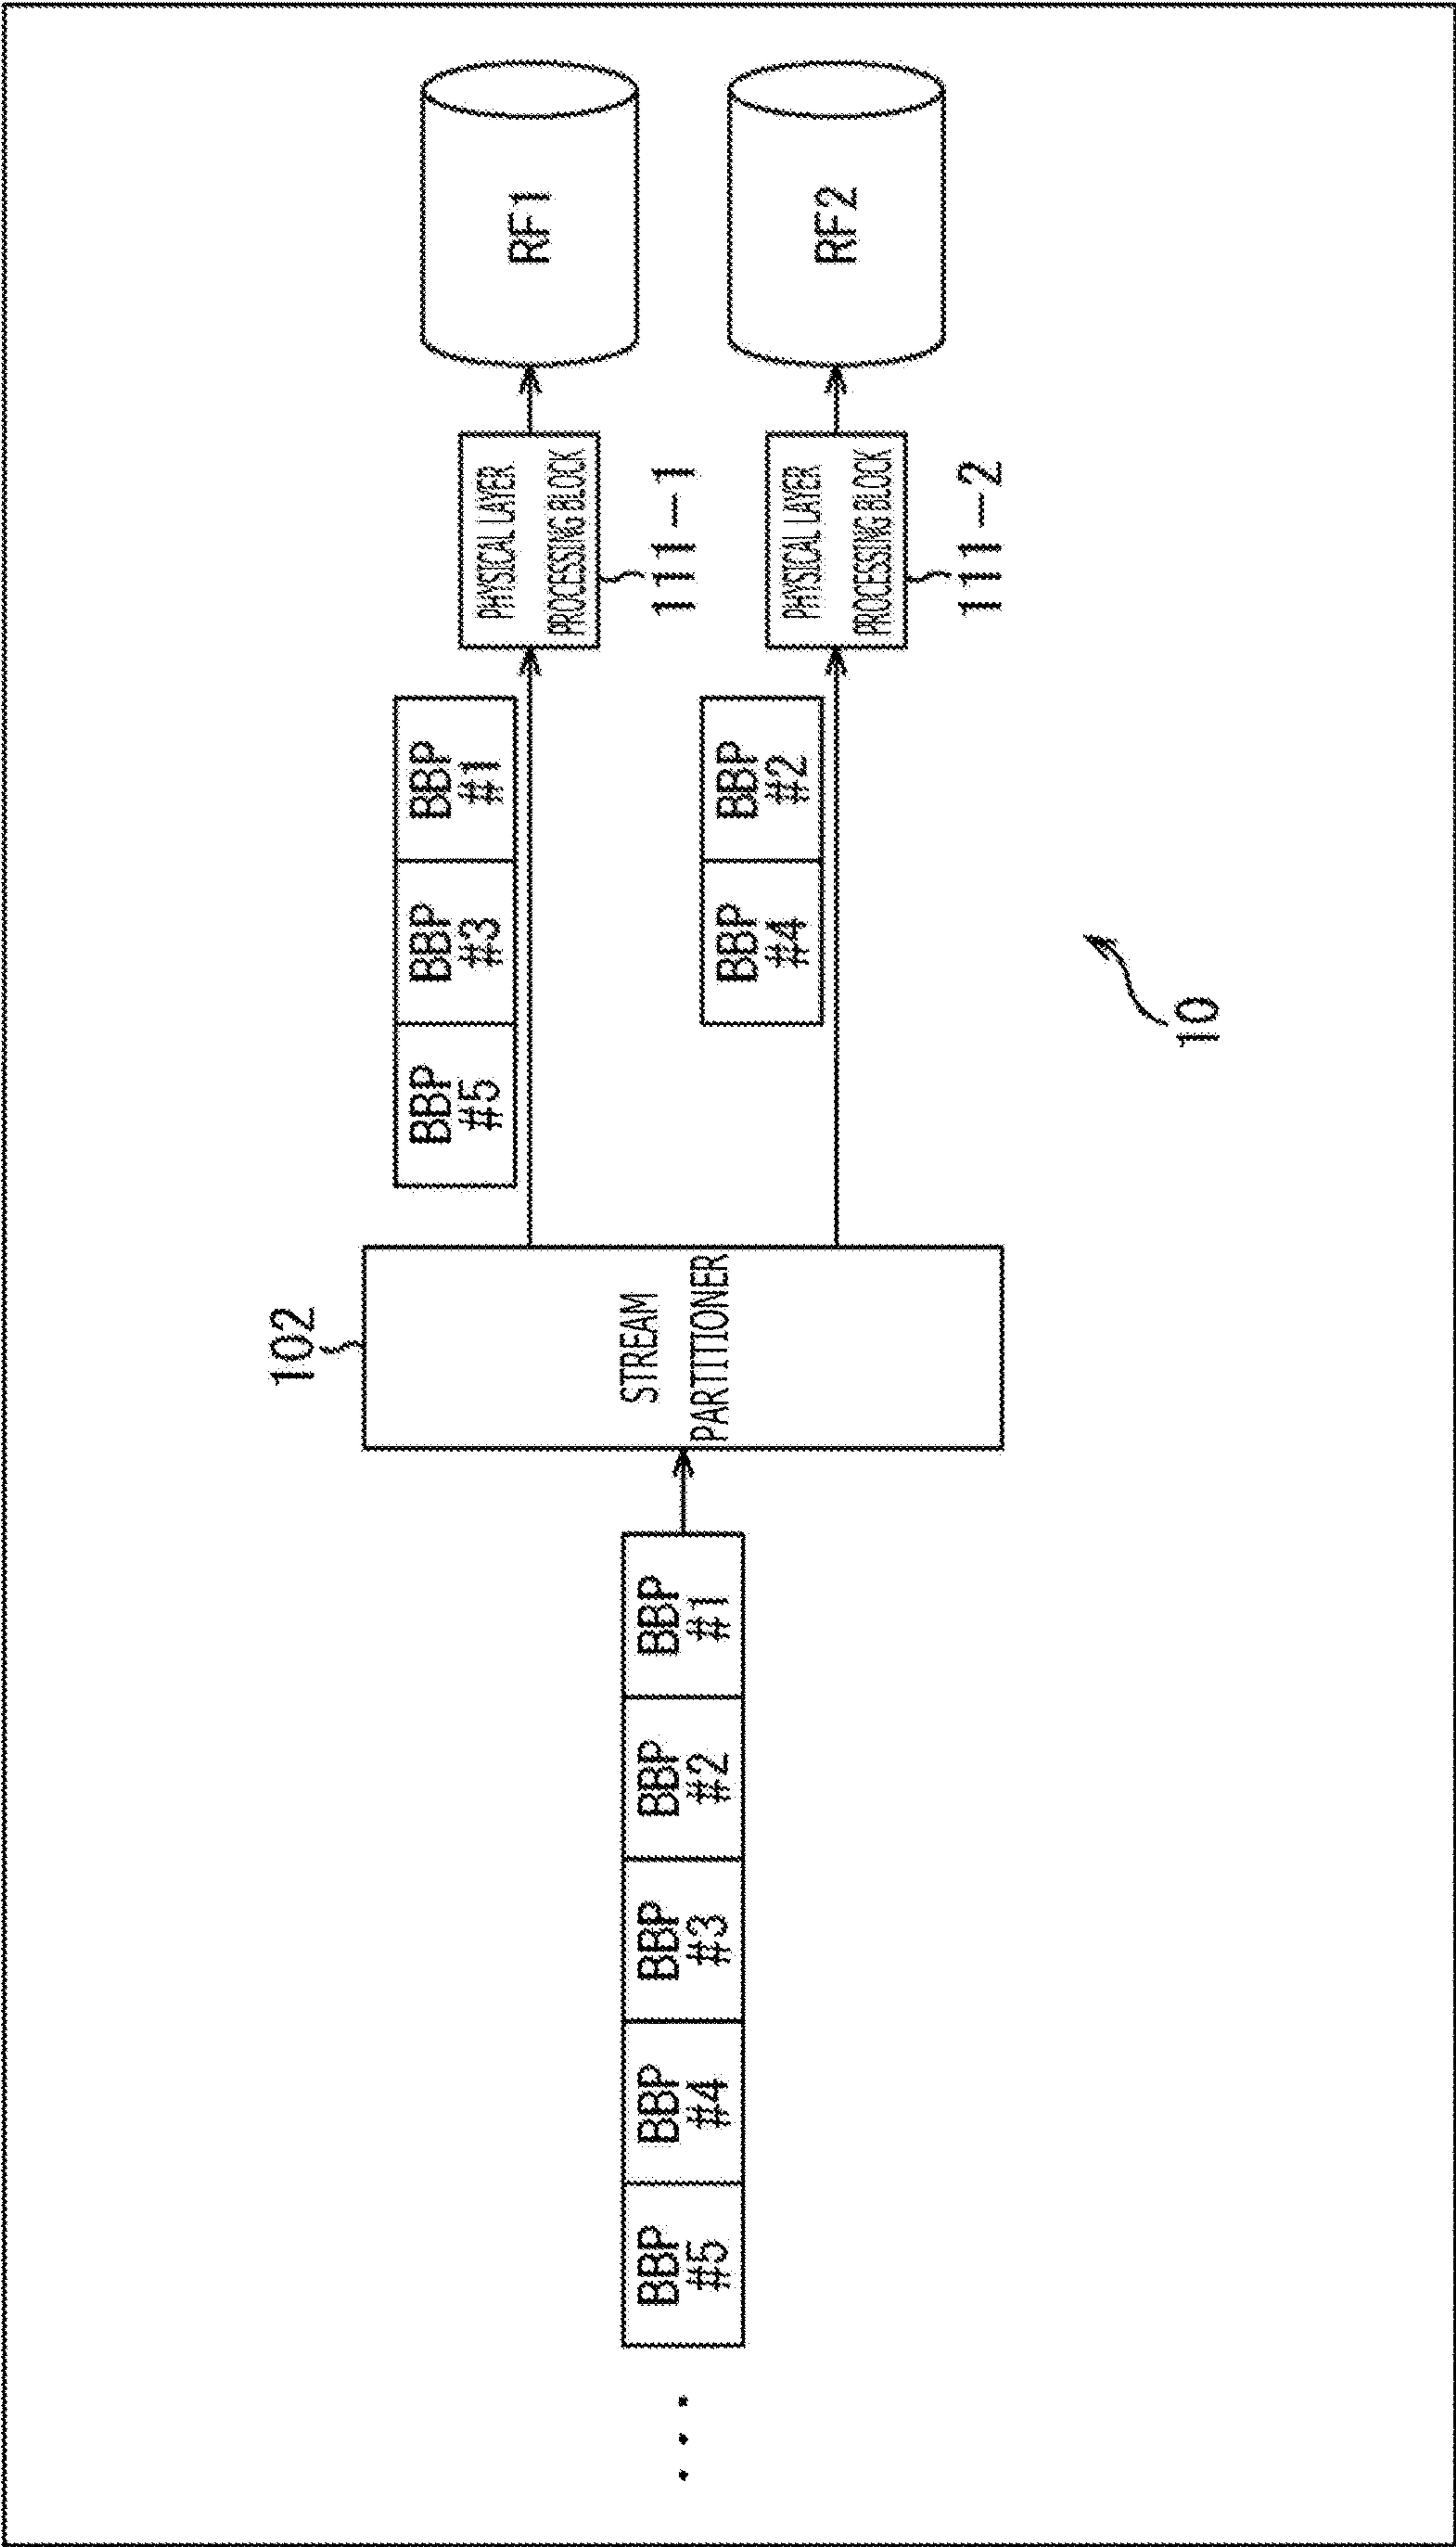 102
BBP
#5
BBP
#3
BBP
#1
PHYSICAL LAYER
PROCESSING BLOCK
111-1
RF1
. . .
BBP
#5
BBP
#4
BBP
#3
BBP
#2
BBP
#1
STREAM
PARTITIONER
BBP
#4
BBP
#2
PHYSICAL LAYER
PROCESSING BLOCK
111-2
RF2
10